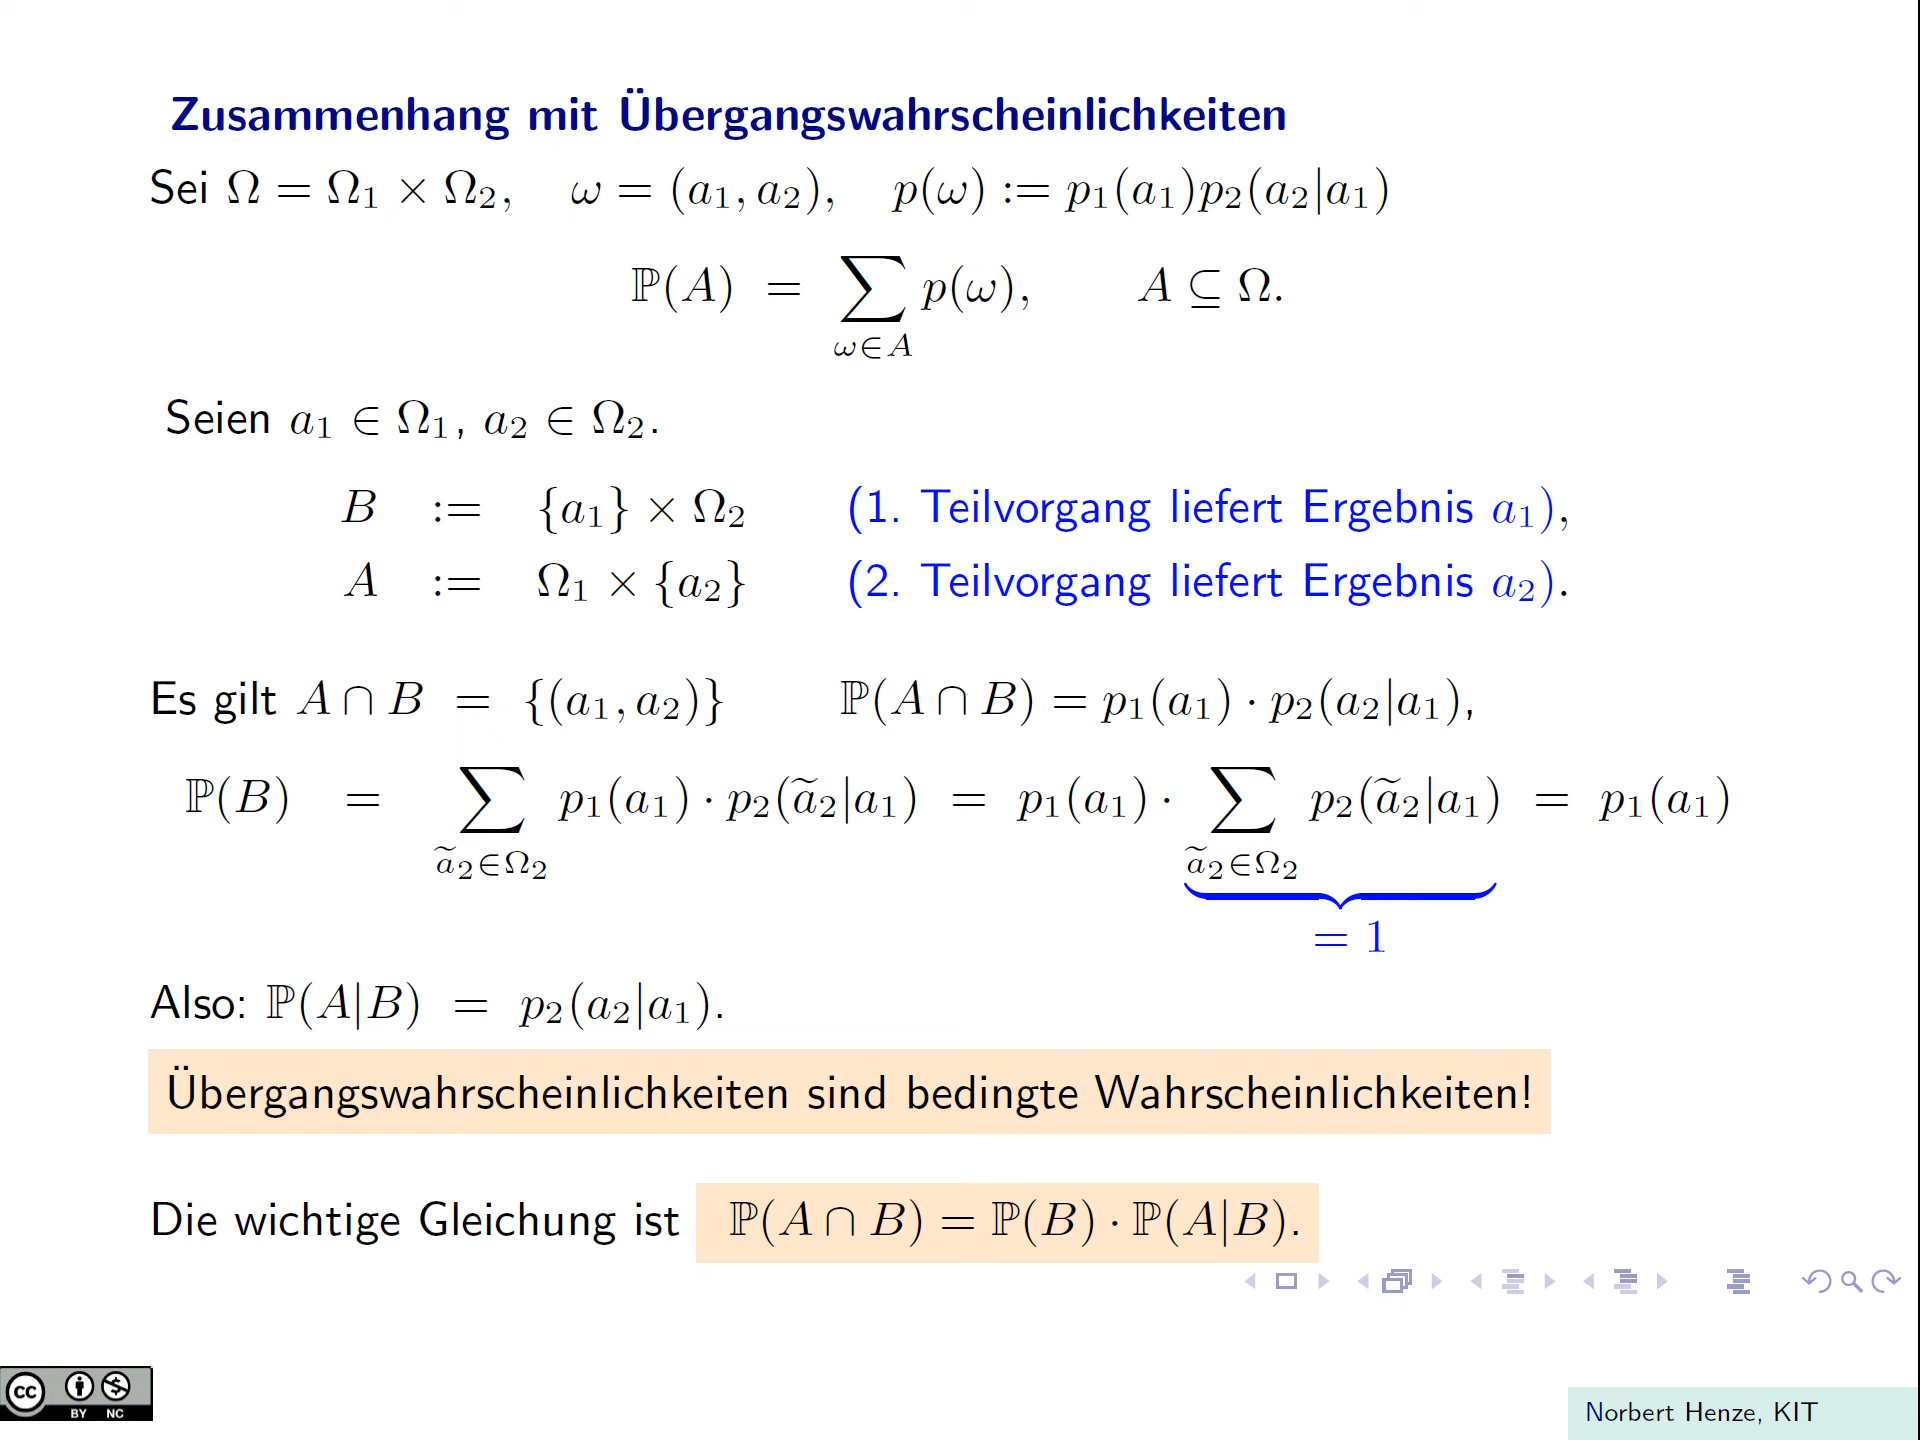 Zusammenhang mit Übergangswahrscheinlichkeiten
Sei Ω = Ω₁ × Ω₂, ω = (a₁, a₂), p(ω) := p₁(a₁)p₂(a₂|a₁)
ℙ(A) = ∑_{ω∈A} p(ω), A ⊆ Ω.
Seien a₁ ∈ Ω₁, a₂ ∈ Ω₂.
B := {a₁} × Ω₂ (1. Teilvorgang liefert Ergebnis a₁),
A := Ω₁ × {a₂} (2. Teilvorgang liefert Ergebnis a₂).
Es gilt A ∩ B = {(a₁, a₂)} ℙ(A ∩ B) = p₁(a₁) · p₂(a₂|a₁),
ℙ(B) = ∑_{ã₂∈Ω₂} p₁(a₁) · p₂(ã₂|a₁) = p₁(a₁) · ∑_{ã₂∈Ω₂} p₂(ã₂|a₁) = p₁(a₁)
= 1
Also: ℙ(A|B) = p₂(a₂|a₁).
Übergangswahrscheinlichkeiten sind bedingte Wahrscheinlichkeiten!
Die wichtige Gleichung ist ℙ(A ∩ B) = ℙ(B) · ℙ(A|B).
cc BY NC
Norbert Henze, KIT